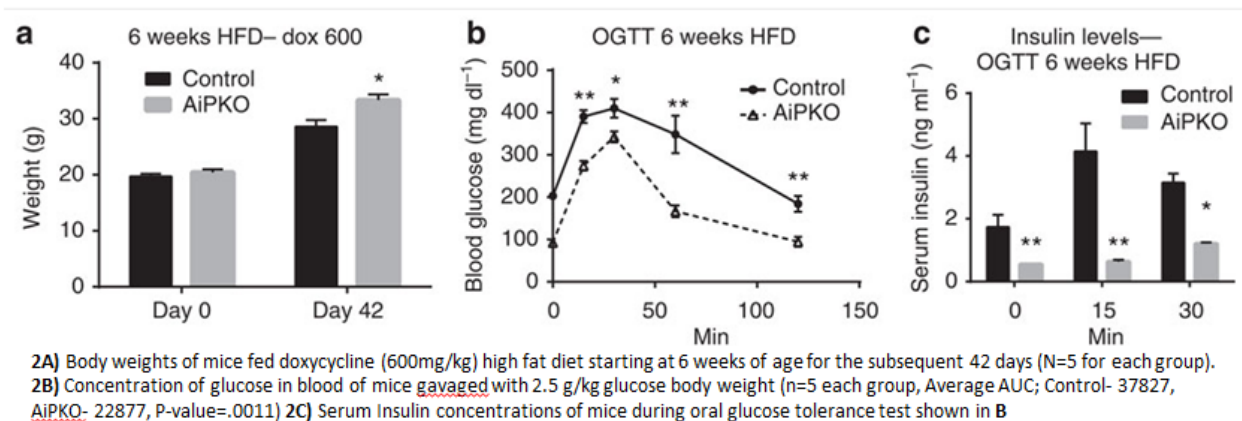 a
6 weeks HFD– dox 600
Control
AiPKO
*
Weight (g)
40
30
20
10
0
Day 0
Day 42
b
OGTT 6 weeks HFD
Control
AiPKO
**
*
**
**
Blood glucose (mg dl⁻¹)
500
400
300
200
100
0
0
50
100
150
Min
c
Insulin levels—
OGTT 6 weeks HFD
Control
AiPKO
Serum insulin (ng ml⁻¹)
6
4
2
0
**
**
*
0
15
30
Min
2A) Body weights of mice fed doxycycline (600mg/kg) high fat diet starting at 6 weeks of age for the subsequent 42 days (N=5 for each group).
2B) Concentration of glucose in blood of mice gavaged with 2.5 g/kg glucose body weight (n=5 each group, Average AUC; Control- 37827,
AiPKO- 22877, P-value=.0011) 2C) Serum Insulin concentrations of mice during oral glucose tolerance test shown in B